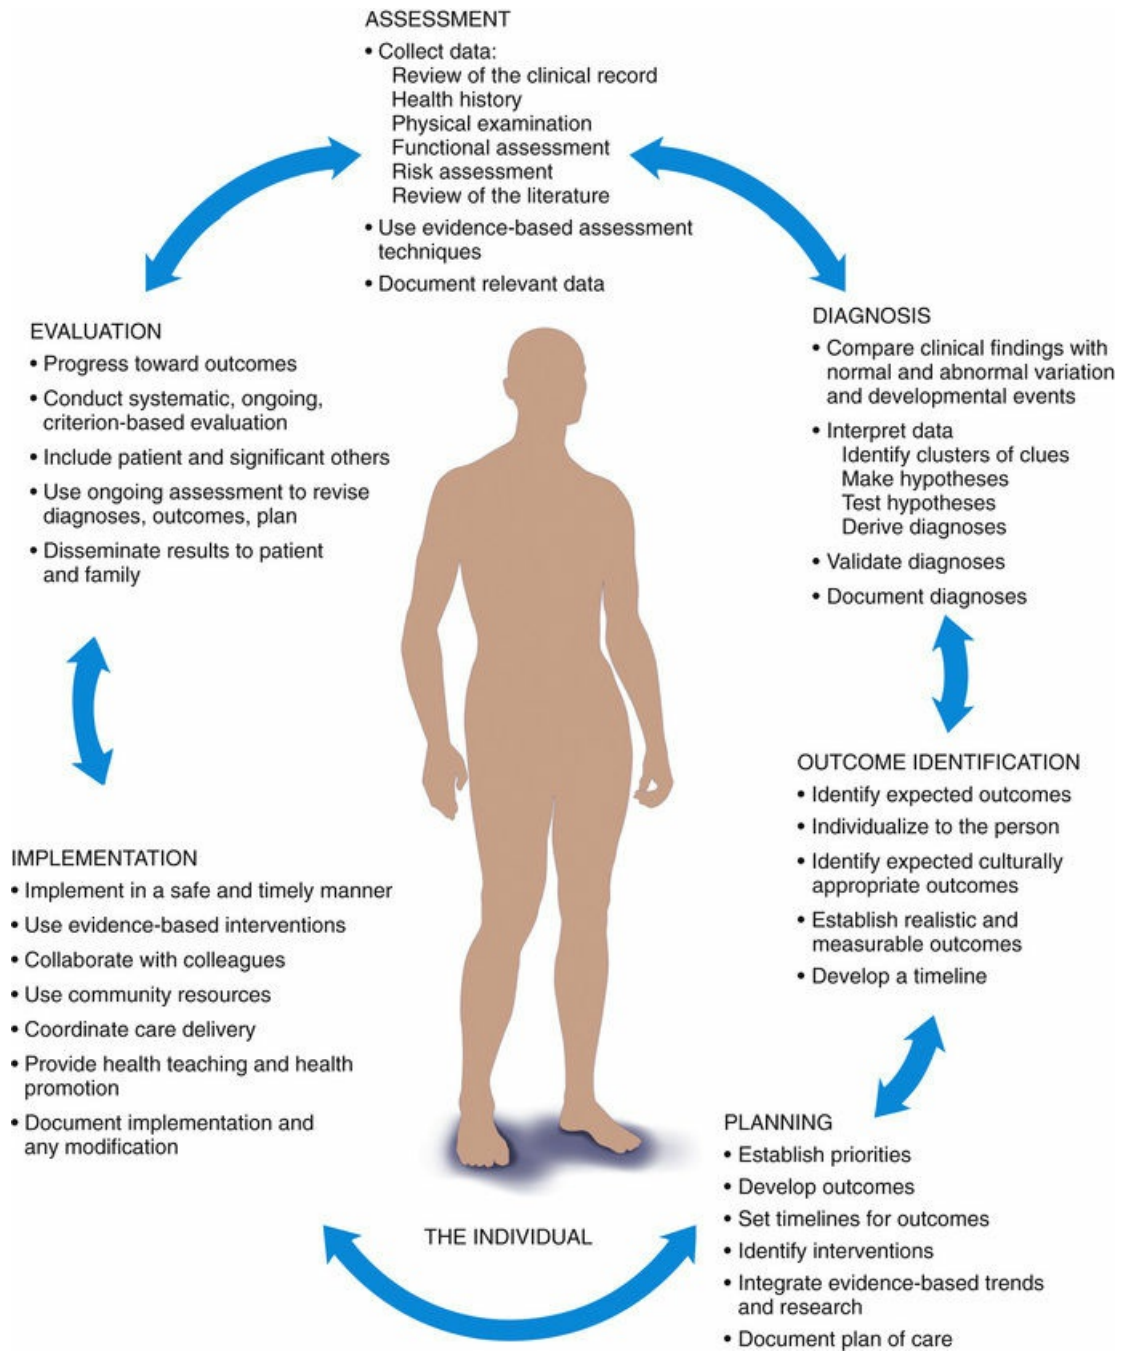 ASSESSMENT
• Collect data:
Review of the clinical record
Health history
Physical examination
Functional assessment
Risk assessment
Review of the literature
• Use evidence-based assessment
techniques
• Document relevant data
DIAGNOSIS
• Compare clinical findings with
normal and abnormal variation
and developmental events
• Interpret data
Identify clusters of clues
Make hypotheses
Test hypotheses
Derive diagnoses
• Validate diagnoses
• Document diagnoses
OUTCOME IDENTIFICATION
• Identify expected outcomes
• Individualize to the person
• Identify expected culturally
appropriate outcomes
• Establish realistic and
measurable outcomes
• Develop a timeline
PLANNING
• Establish priorities
• Develop outcomes
• Set timelines for outcomes
• Identify interventions
• Integrate evidence-based trends
and research
• Document plan of care
IMPLEMENTATION
• Implement in a safe and timely manner
• Use evidence-based interventions
• Collaborate with colleagues
• Use community resources
• Coordinate care delivery
• Provide health teaching and health
promotion
• Document implementation and
any modification
EVALUATION
• Progress toward outcomes
• Conduct systematic, ongoing,
criterion-based evaluation
• Include patient and significant others
• Use ongoing assessment to revise
diagnoses, outcomes, plan
• Disseminate results to patient
and family
THE INDIVIDUAL